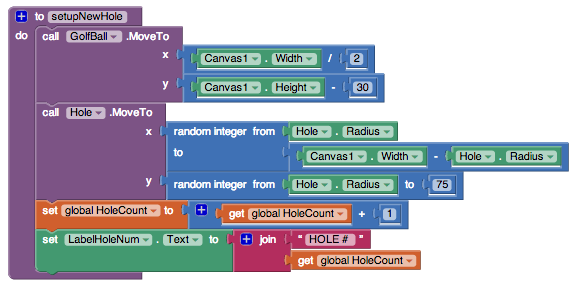 to setupNewHole
do call GolfBall .MoveTo
x Canvas1 . Width / 2
y Canvas1 . Height - 30
call Hole .MoveTo
x random integer from Hole . Radius
to Canvas1 . Width - Hole . Radius
y random integer from Hole . Radius to 75
set global HoleCount to get global HoleCount + 1
set LabelHoleNum . Text to join " HOLE # "
get global HoleCount